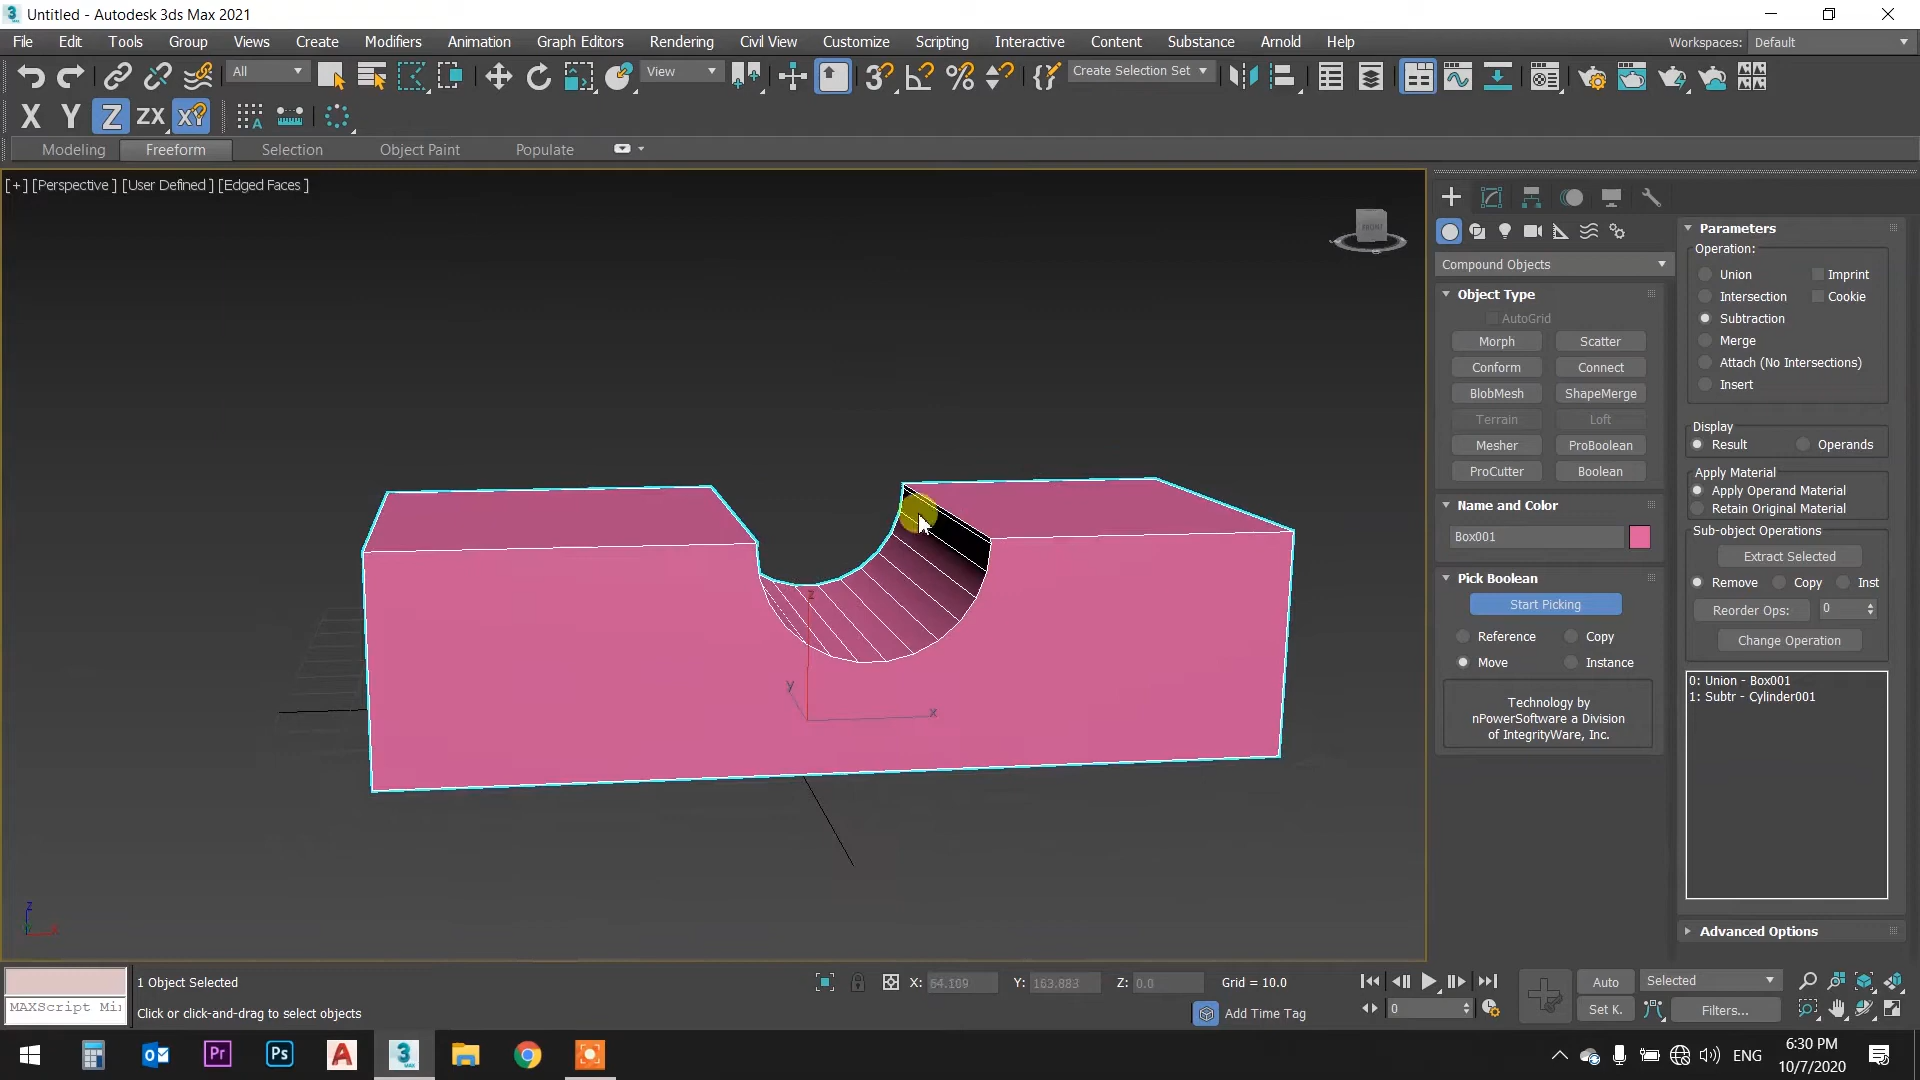 Untitled - Autodesk 3ds Max 2021
File Edit Tools Group Views Create Modifiers Animation Graph Editors Rendering Civil View Customize Scripting Interactive Content Substance Arnold Help
Workspaces: Default
All
View
Create Selection Set
X Y Z ZX XY
Modeling Freeform Selection Object Paint Populate
[+] [Perspective ] [User Defined ] [Edged Faces ]
FRONT
Compound Objects
Object Type
AutoGrid
Morph Scatter
Conform Connect
BlobMesh ShapeMerge
Terrain Loft
Mesher ProBoolean
ProCutter Boolean
Name and Color
Box001
Pick Boolean
Start Picking
Reference Copy
Move Instance
Technology by
nPowerSoftware a Division
of IntegrityWare, Inc.
Parameters
Operation:
Union Imprint
Intersection Cookie
Subtraction
Merge
Attach (No Intersections)
Insert
Display
Result Operands
Apply Material
Apply Operand Material
Retain Original Material
Sub-object Operations
Extract Selected
Remove Copy Inst
Reorder Ops: 0
Change Operation
0: Union - Box001
1: Subtr - Cylinder001
Advanced Options
z
y
x
z
x
1 Object Selected
MAXScript Mi
Click or click-and-drag to select objects
X: 64.109 Y: 163.883 Z: 0.0 Grid = 10.0
Add Time Tag
0
Auto Selected
Set K. Filters...
ENG
6:30 PM
10/7/2020